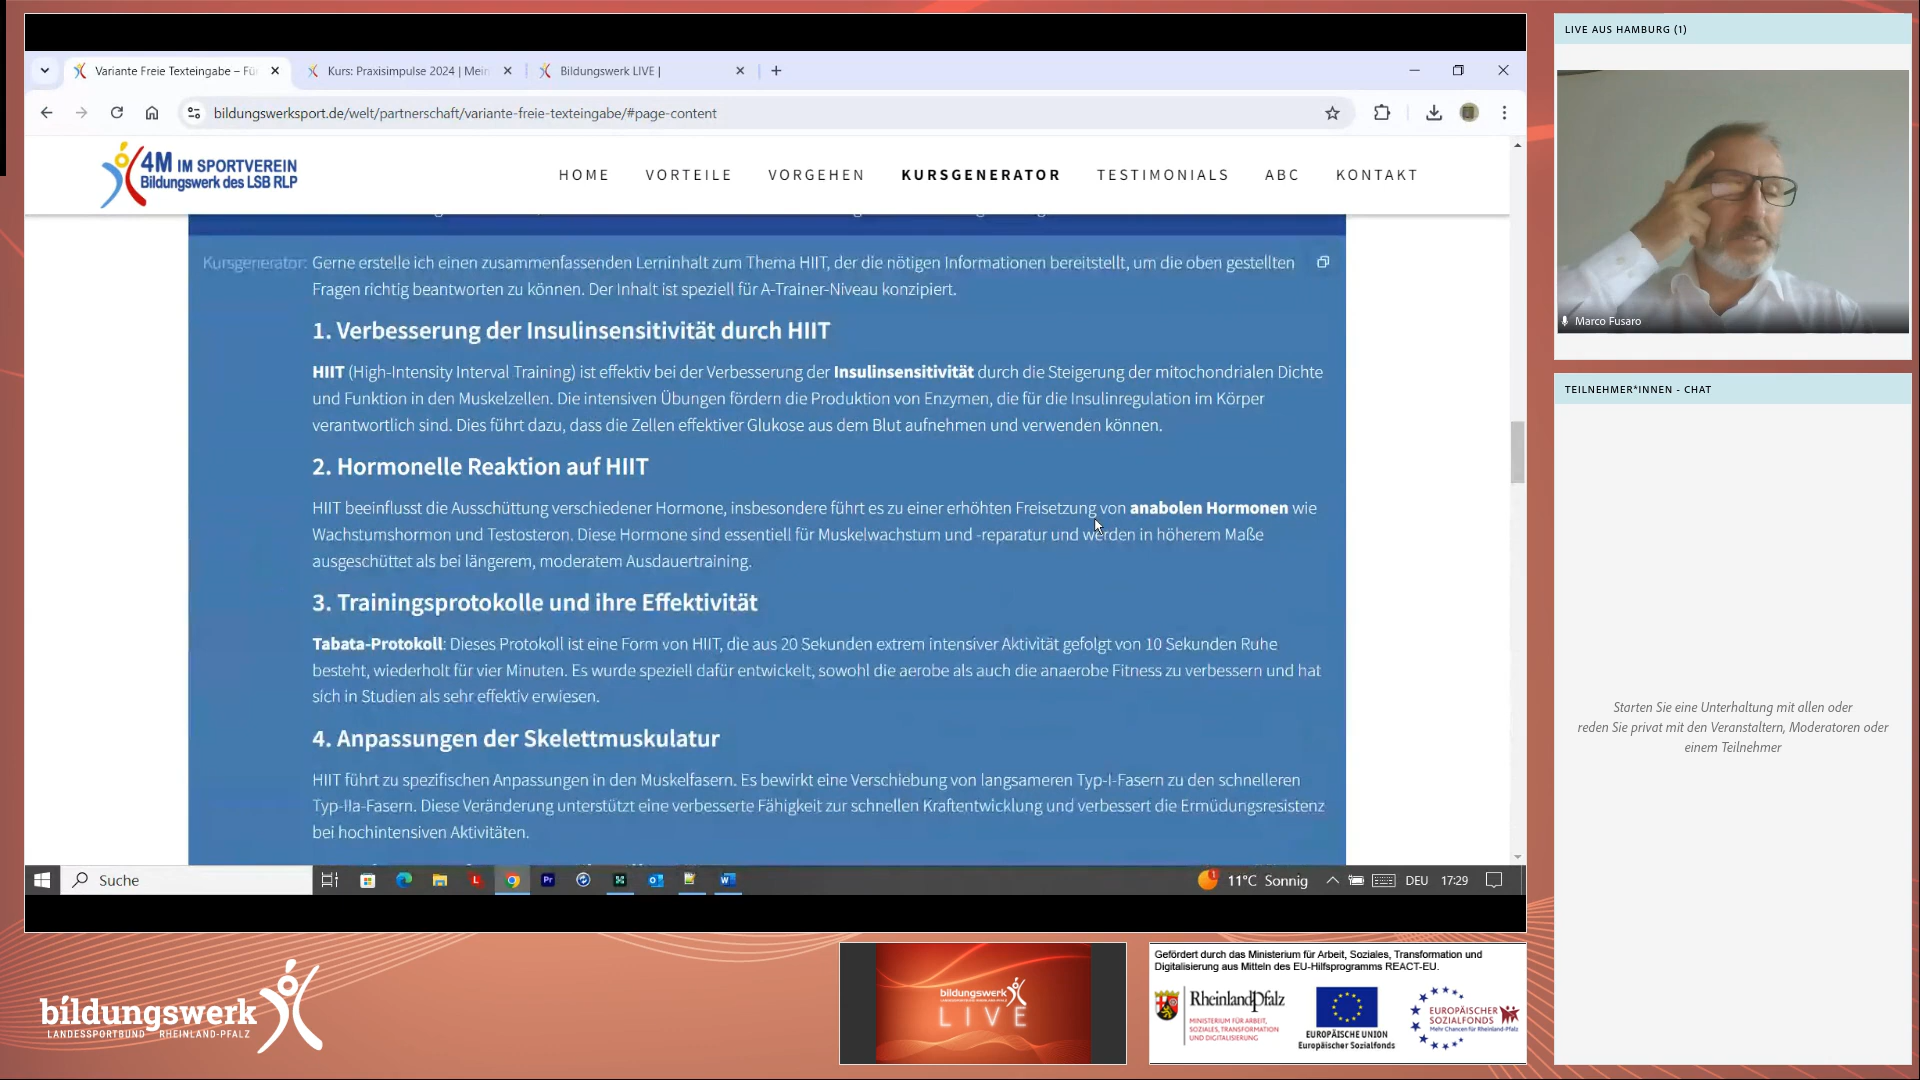 LIVE AUS HAMBURG (1)
Variante Freie Texteingabe – Fü
Kurs: Praxisimpulse 2024 | Mein
Bildungswerk LIVE |
bildungswerksport.de/welt/partnerschaft/variante-freie-texteingabe/#page-content
4M IM SPORTVEREIN
Bildungswerk des LSB RLP
HOME VORTEILE VORGEHEN KURSGENERATOR TESTIMONIALS ABC KONTAKT
Kursgenerator: Gerne erstelle ich einen zusammenfassenden Lerninhalt zum Thema HIIT, der die nötigen Informationen bereitstellt, um die oben gestellten
Fragen richtig beantworten zu können. Der Inhalt ist speziell für A-Trainer-Niveau konzipiert.
1. Verbesserung der Insulinsensitivität durch HIIT
HIIT (High-Intensity Interval Training) ist effektiv bei der Verbesserung der Insulinsensitivität durch die Steigerung der mitochondrialen Dichte
und Funktion in den Muskelzellen. Die intensiven Übungen fördern die Produktion von Enzymen, die für die Insulinregulation im Körper
verantwortlich sind. Dies führt dazu, dass die Zellen effektiver Glukose aus dem Blut aufnehmen und verwenden können.
2. Hormonelle Reaktion auf HIIT
HIIT beeinflusst die Ausschüttung verschiedener Hormone, insbesondere führt es zu einer erhöhten Freisetzung von anabolen Hormonen wie
Wachstumshormon und Testosteron. Diese Hormone sind essentiell für Muskelwachstum und -reparatur und werden in höherem Maße
ausgeschüttet als bei längerem, moderatem Ausdauertraining.
3. Trainingsprotokolle und ihre Effektivität
Tabata-Protokoll: Dieses Protokoll ist eine Form von HIIT, die aus 20 Sekunden extrem intensiver Aktivität gefolgt von 10 Sekunden Ruhe
besteht, wiederholt für vier Minuten. Es wurde speziell dafür entwickelt, sowohl die aerobe als auch die anaerobe Fitness zu verbessern und hat
sich in Studien als sehr effektiv erwiesen.
4. Anpassungen der Skelettmuskulatur
HIIT führt zu spezifischen Anpassungen in den Muskelfasern. Es bewirkt eine Verschiebung von langsameren Typ-I-Fasern zu den schnelleren
Typ-IIa-Fasern. Diese Veränderung unterstützt eine verbesserte Fähigkeit zur schnellen Kraftentwicklung und verbessert die Ermüdungsresistenz
bei hochintensiven Aktivitäten.
Suche
11°C Sonnig
DEU
17:29
Marco Fusaro
TEILNEHMER*INNEN - CHAT
Starten Sie eine Unterhaltung mit allen oder
reden Sie privat mit den Veranstaltern, Moderatoren oder
einem Teilnehmer
bildungswerk
LANDESSPORTBUND RHEINLAND-PFALZ
bildungswerk
LIVE
Gefördert durch das Ministerium für Arbeit, Soziales, Transformation und
Digitalisierung aus Mitteln des EU-Hilfsprogramms REACT-EU.
RheinlandPfalz
MINISTERIUM FÜR ARBEIT,
SOZIALES, TRANSFORMATION
UND DIGITALISIERUNG
EUROPÄISCHE UNION
Europäischer Sozialfonds
EUROPÄISCHER
SOZIALFONDS
Mehr Chancen für Rheinland-Pfalz